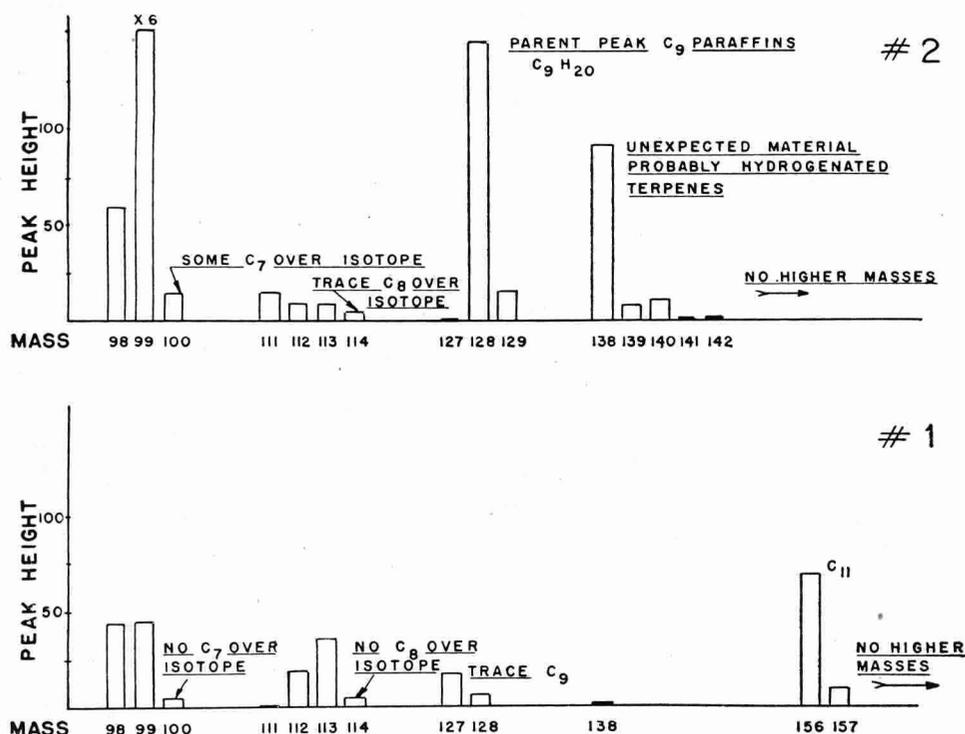 X 6
PARENT PEAK C9 PARAFFINS
C9 H20
# 2
PEAK HEIGHT
100
50
UNEXPECTED MATERIAL
PROBABLY HYDROGENATED
TERPENES
SOME C7 OVER ISOTOPE
TRACE C8 OVER
ISOTOPE
NO HIGHER MASSES
MASS 98 99 100 111 112 113 114 127 128 129 138 139 140 141 142
# 1
PEAK HEIGHT
100
50
C11
NO C7 OVER
ISOTOPE
NO C8 OVER
ISOTOPE
TRACE C9
NO HIGHER
MASSES
MASS 98 99 100 111 112 113 114 127 128 138 156 157